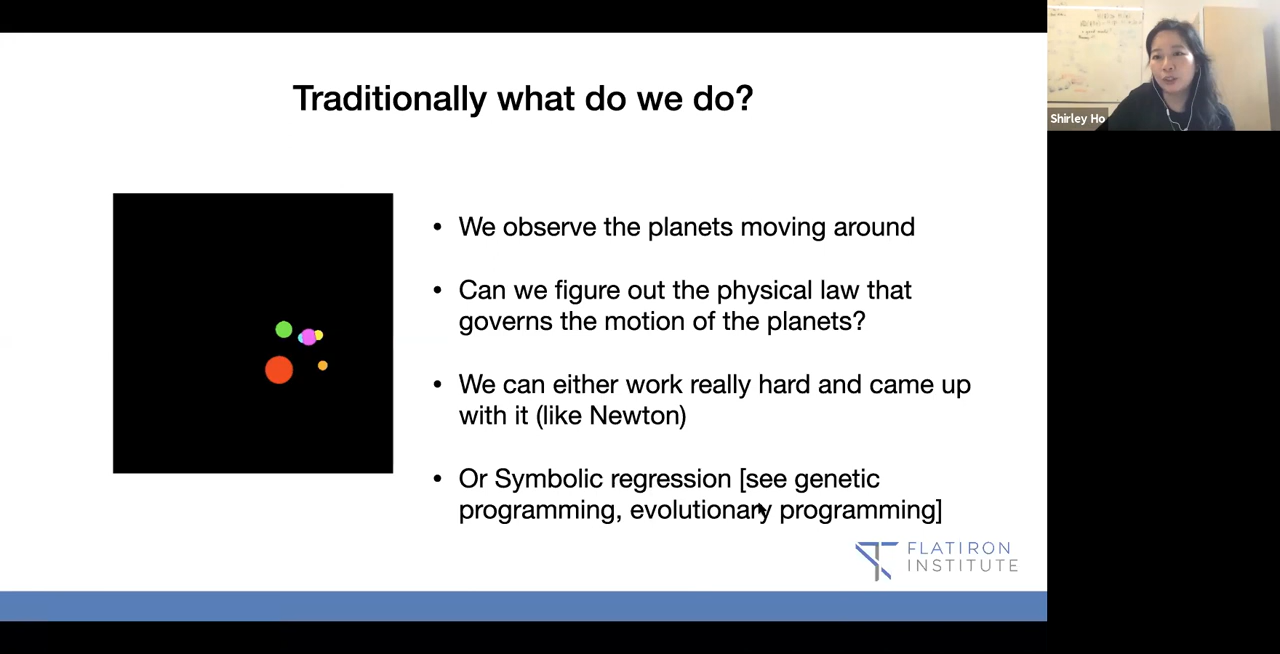 Traditionally what do we do?
• We observe the planets moving around
• Can we figure out the physical law that
governs the motion of the planets?
• We can either work really hard and came up
with it (like Newton)
• Or Symbolic regression [see genetic
programming, evolutionary programming]
FLATIRON
INSTITUTE
Shirley Ho